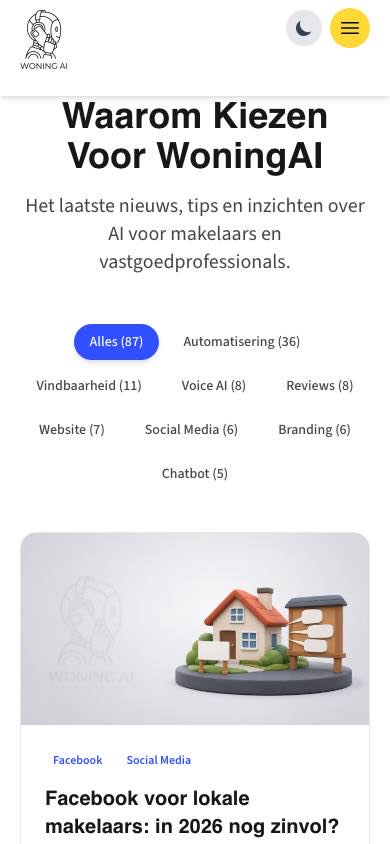 WONING AI
Waarom Kiezen
Voor WoningAI
Het laatste nieuws, tips en inzichten over
AI voor makelaars en
vastgoedprofessionals.
Alles (87)
Automatisering (36)
Vindbaarheid (11)
Voice AI (8)
Reviews (8)
Website (7)
Social Media (6)
Branding (6)
Chatbot (5)
WONING AI
Facebook
Social Media
Facebook voor lokale
makelaars: in 2026 nog zinvol?